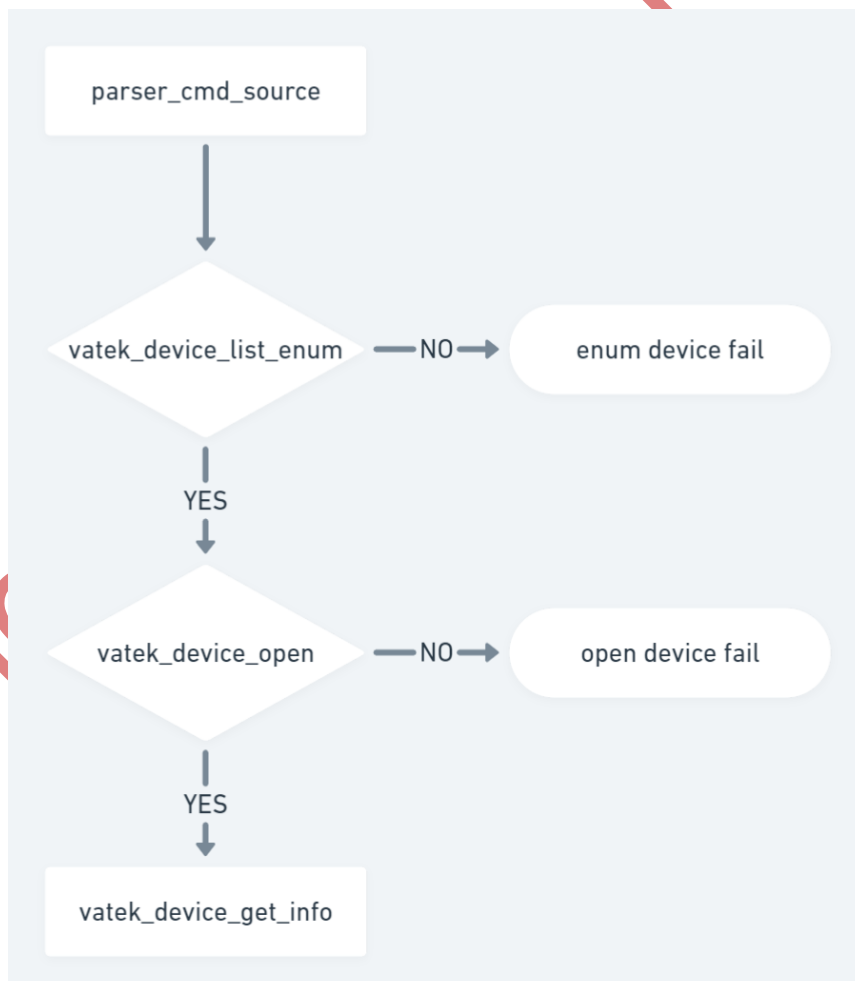 parser_cmd_source
vatek_device_list_enum
NO
enum device fail
YES
vatek_device_open
NO
open device fail
YES
vatek_device_get_info